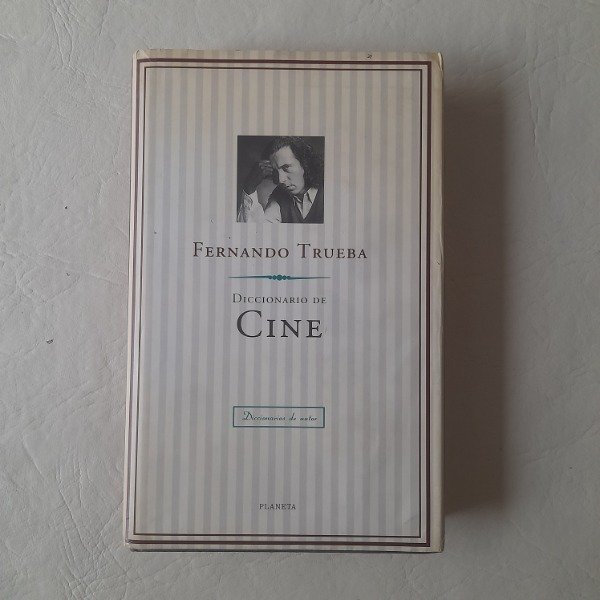 FERNANDO TRUEBA
DICCIONARIO DE
CINE
Diccionarios de autor
PLANETA